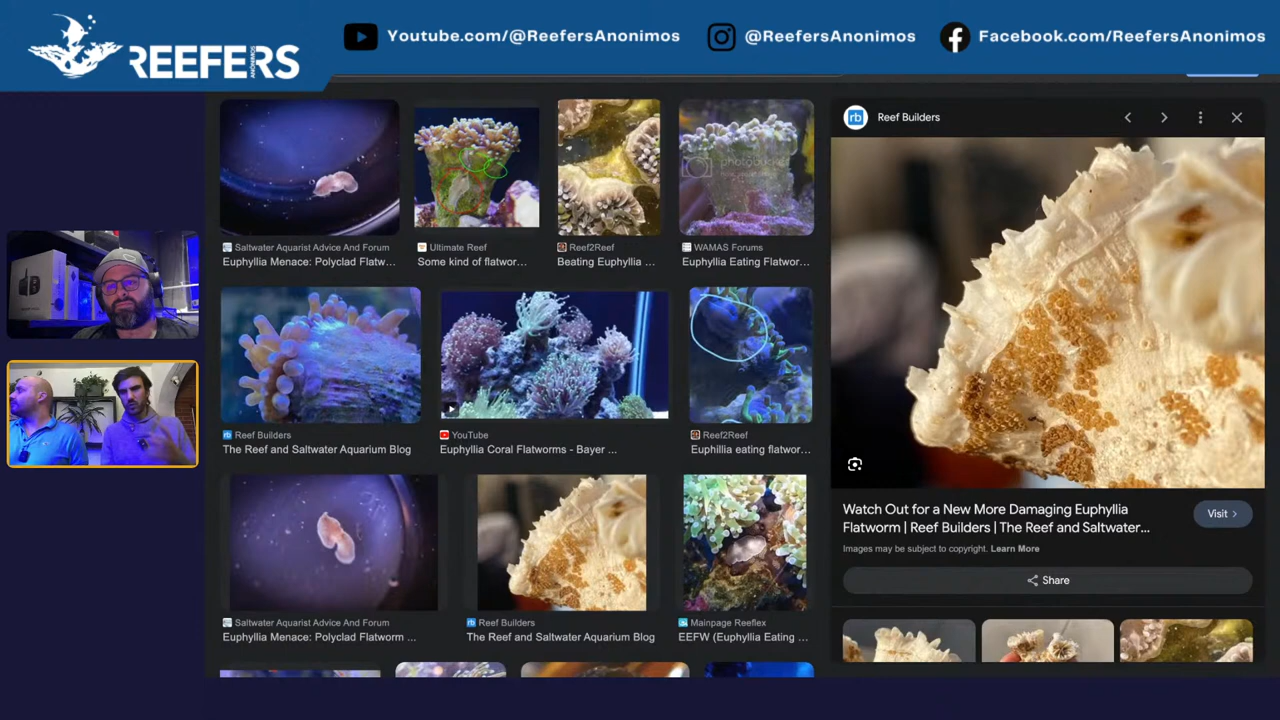 REEFERS
ANONIMOS
Youtube.com/@ReefersAnonimos
@ReefersAnonimos
Facebook.com/ReefersAnonimos
Saltwater Aquarist Advice And Forum
Euphyllia Menace: Polyclad Flatw...
Ultimate Reef
Some kind of flatwor...
Reef2Reef
Beating Euphyllia ...
photobucket
WAMAS Forums
Euphyllia Eating Flatwor...
rb Reef Builders
The Reef and Saltwater Aquarium Blog
YouTube
Euphyllia Coral Flatworms - Bayer ...
Reef2Reef
Euphillia eating flatwor...
Saltwater Aquarist Advice And Forum
Euphyllia Menace: Polyclad Flatworm ...
rb Reef Builders
The Reef and Saltwater Aquarium Blog
Mainpage Reeflex
EEFW (Euphyllia Eating ...
rb Reef Builders
Watch Out for a New More Damaging Euphyllia
Flatworm | Reef Builders | The Reef and Saltwater...
Visit
Images may be subject to copyright. Learn More
Share